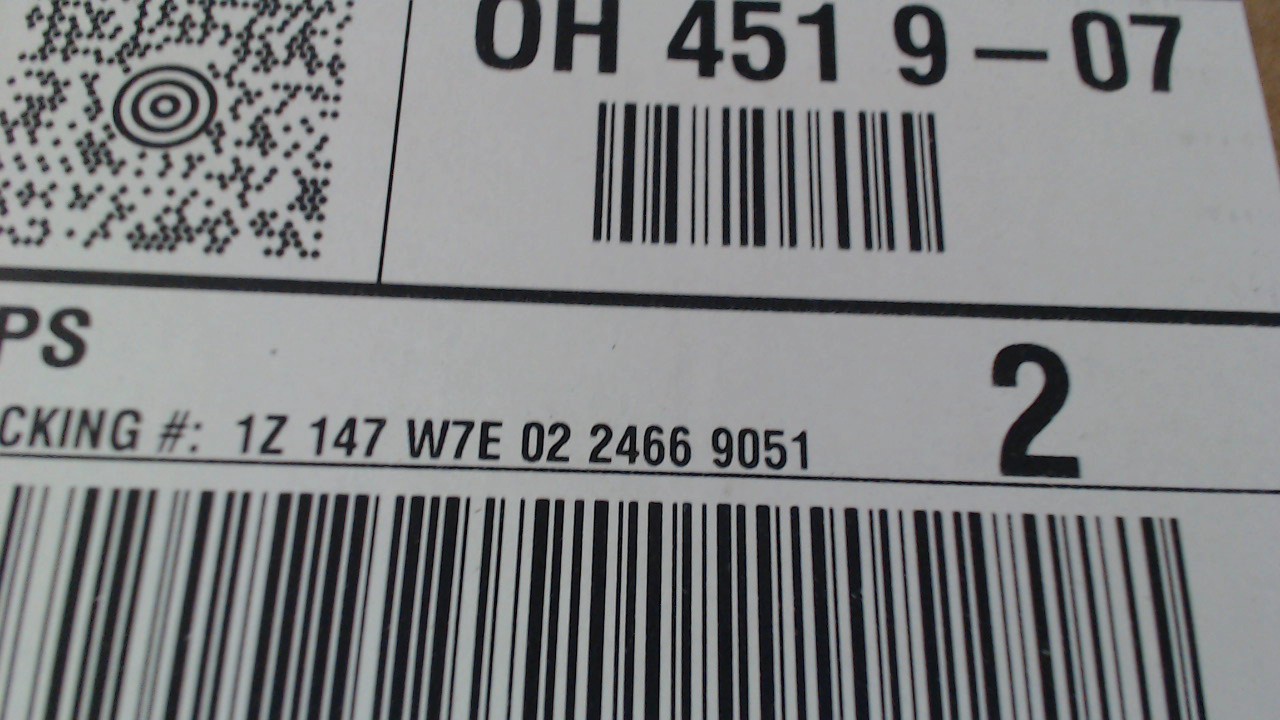 OH 451 9-07
PS
2
CKING #: 1Z 147 W7E 02 2466 9051